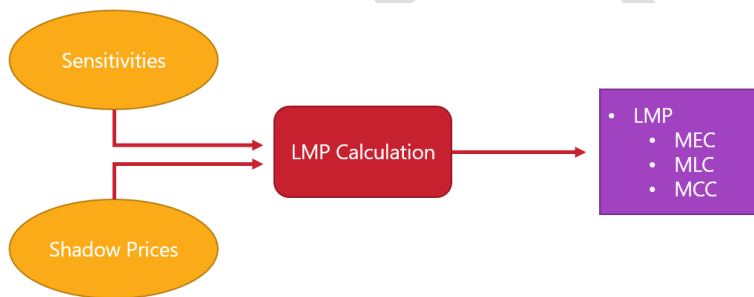 Sensitivities
LMP Calculation
• LMP
• MEC
• MLC
• MCC
Shadow Prices